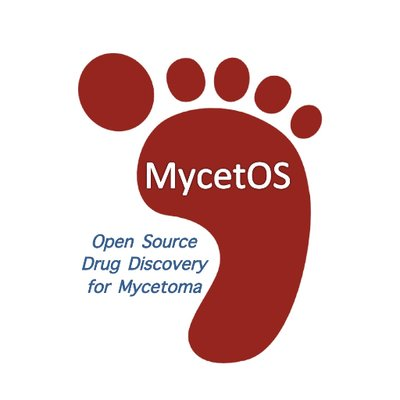 MycetOS
Open Source
Drug Discovery
for Mycetoma